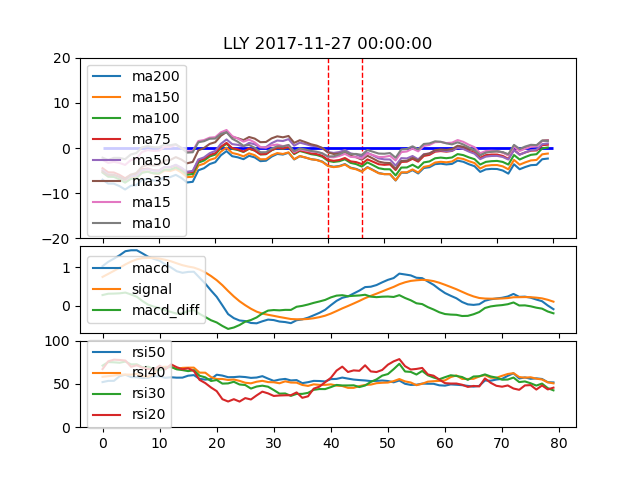 LLY 2017-11-27 00:00:00
20
10
0
−10
−20
ma200
ma150
ma100
ma75
ma50
ma35
ma15
ma10
1
0
macd
signal
macd_diff
100
50
0
rsi50
rsi40
rsi30
rsi20
0 10 20 30 40 50 60 70 80